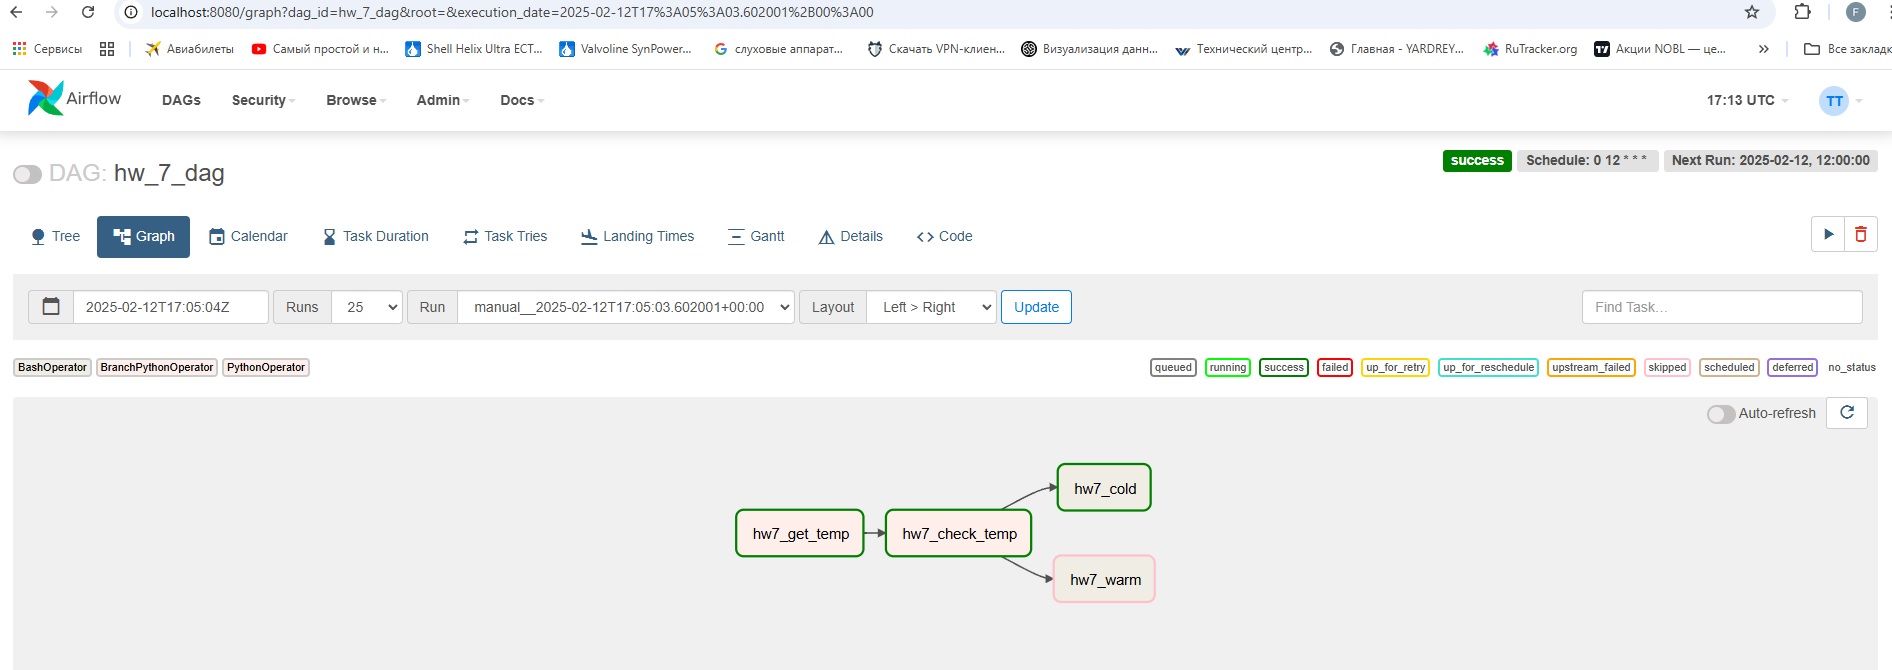 localhost:8080/graph?dag_id=hw_7_dag&root=&execution_date=2025-02-12T17%3A05%3A03.602001%2B00%3A00 F
Сервисы Авиабилеты Самый простой и н... Shell Helix Ultra ECT... Valvoline SynPower... слуховые аппарат... Скачать VPN-клиен... Визуализация данн... Технический центр... Главная - YARDREY... RuTracker.org Акции NOBL — це... » Все закладк
Airflow DAGs Security Browse Admin Docs 17:13 UTC TT
success Schedule: 0 12 * * * Next Run: 2025-02-12, 12:00:00
DAG: hw_7_dag
Tree Graph Calendar Task Duration Task Tries Landing Times Gantt Details Code
2025-02-12T17:05:04Z Runs 25 Run manual__2025-02-12T17:05:03.602001+00:00 Layout Left > Right Update Find Task...
BashOperator BranchPythonOperator PythonOperator queued running success failed up_for_retry up_for_reschedule upstream_failed skipped scheduled deferred no_status
Auto-refresh
hw7_cold
hw7_get_temp hw7_check_temp
hw7_warm